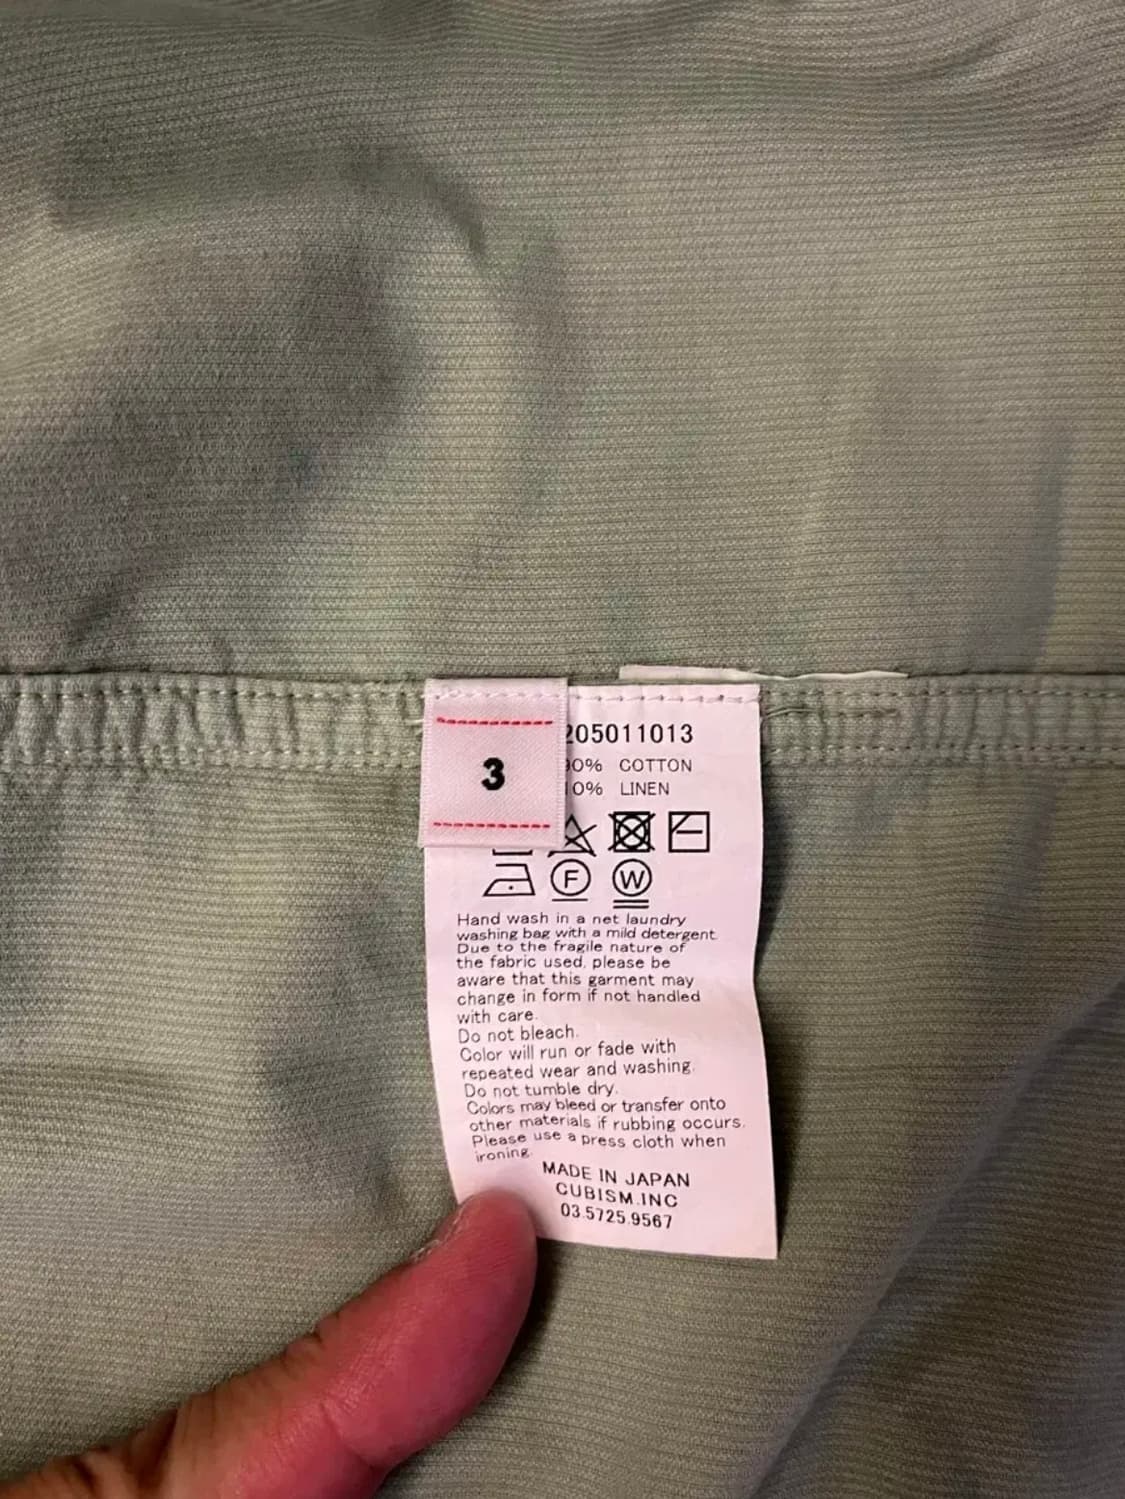 3
205011013
0% COTTON
0% LINEN
F W
Hand wash in a net laundry
washing bag with a mild detergent.
Due to the fragile nature of
the fabric used, please be
aware that this garment may
change in form if not handled
with care.
Do not bleach.
Color will run or fade with
repeated wear and washing.
Do not tumble dry.
Colors may bleed or transfer onto
other materials if rubbing occurs.
Please use a press cloth when
ironing.
MADE IN JAPAN
CUBISM.INC
03.5725.9567